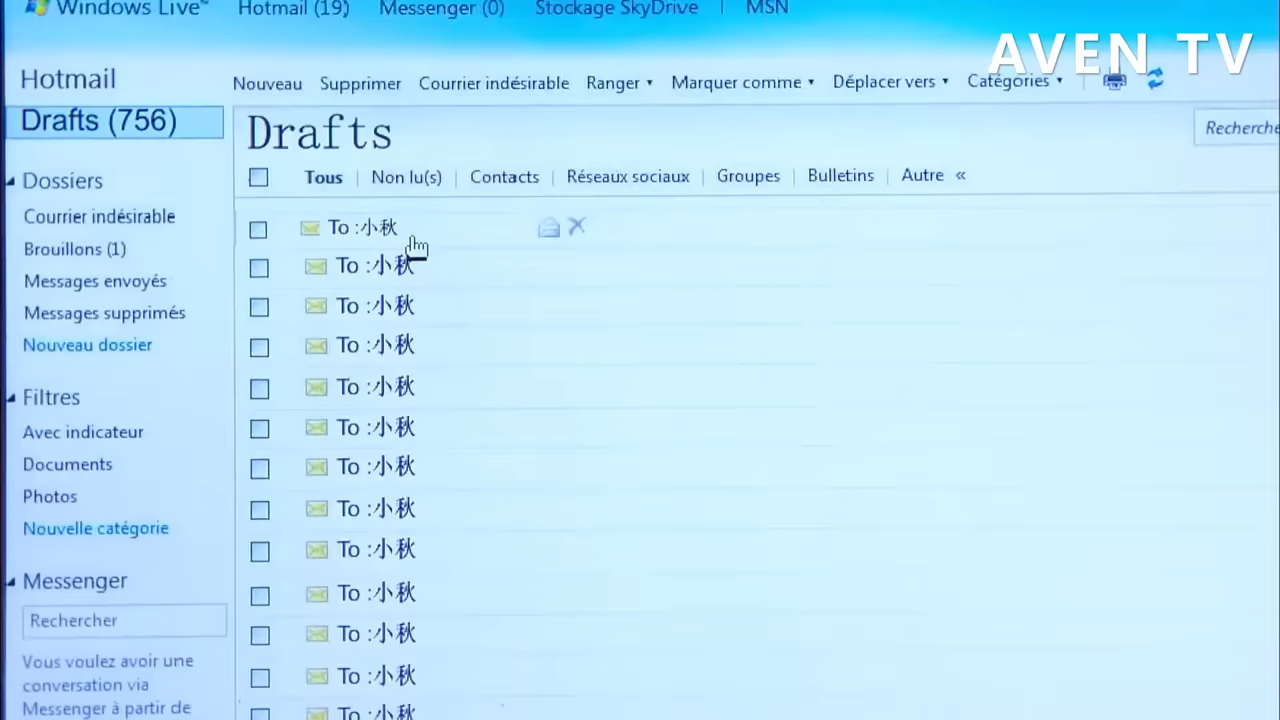 Windows Live™ Hotmail (19) Messenger (0) Stockage SkyDrive | MSN
AVEN TV
Hotmail
Nouveau Supprimer Courrier indésirable Ranger Marquer comme Déplacer vers Catégories
Drafts (756)
Drafts
Recherche
Tous | Non lu(s) | Contacts | Réseaux sociaux | Groupes | Bulletins | Autre «
Dossiers
Courrier indésirable
Brouillons (1)
Messages envoyés
Messages supprimés
Nouveau dossier
Filtres
Avec indicateur
Documents
Photos
Nouvelle catégorie
Messenger
Rechercher
Vous voulez avoir une
conversation via
Messenger à partir de
To :小秋
To :小秋
To :小秋
To :小秋
To :小秋
To :小秋
To :小秋
To :小秋
To :小秋
To :小秋
To :小秋
To :小秋
To :小秋